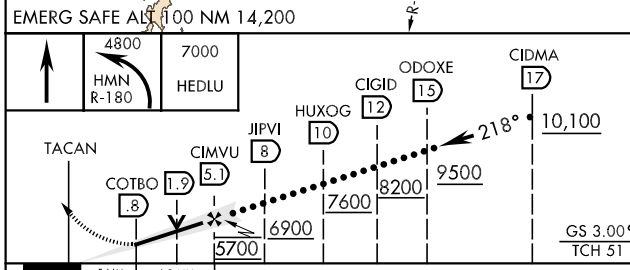 EMERG SAFE ALT 100 NM 14,200
R-
4800
HMN
R-180
7000
HEDLU
TACAN
COTBO
.8
1.9
CIMVU
5.1
JIPVI
8
HUXOG
10
CIGID
12
ODOXE
15
CIDMA
17
218°
10,100
9500
8200
7600
6900
5700
GS 3.00°
TCH 51